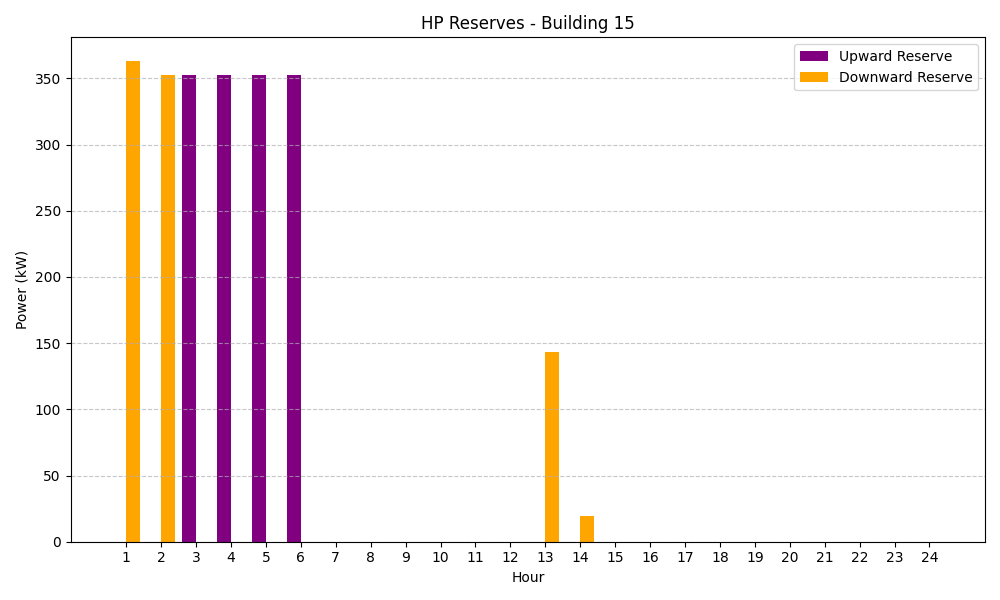 HP Reserves - Building 15
Upward Reserve
Downward Reserve
Power (kW)
350
300
250
200
150
100
50
0
1 2 3 4 5 6 7 8 9 10 11 12 13 14 15 16 17 18 19 20 21 22 23 24
Hour